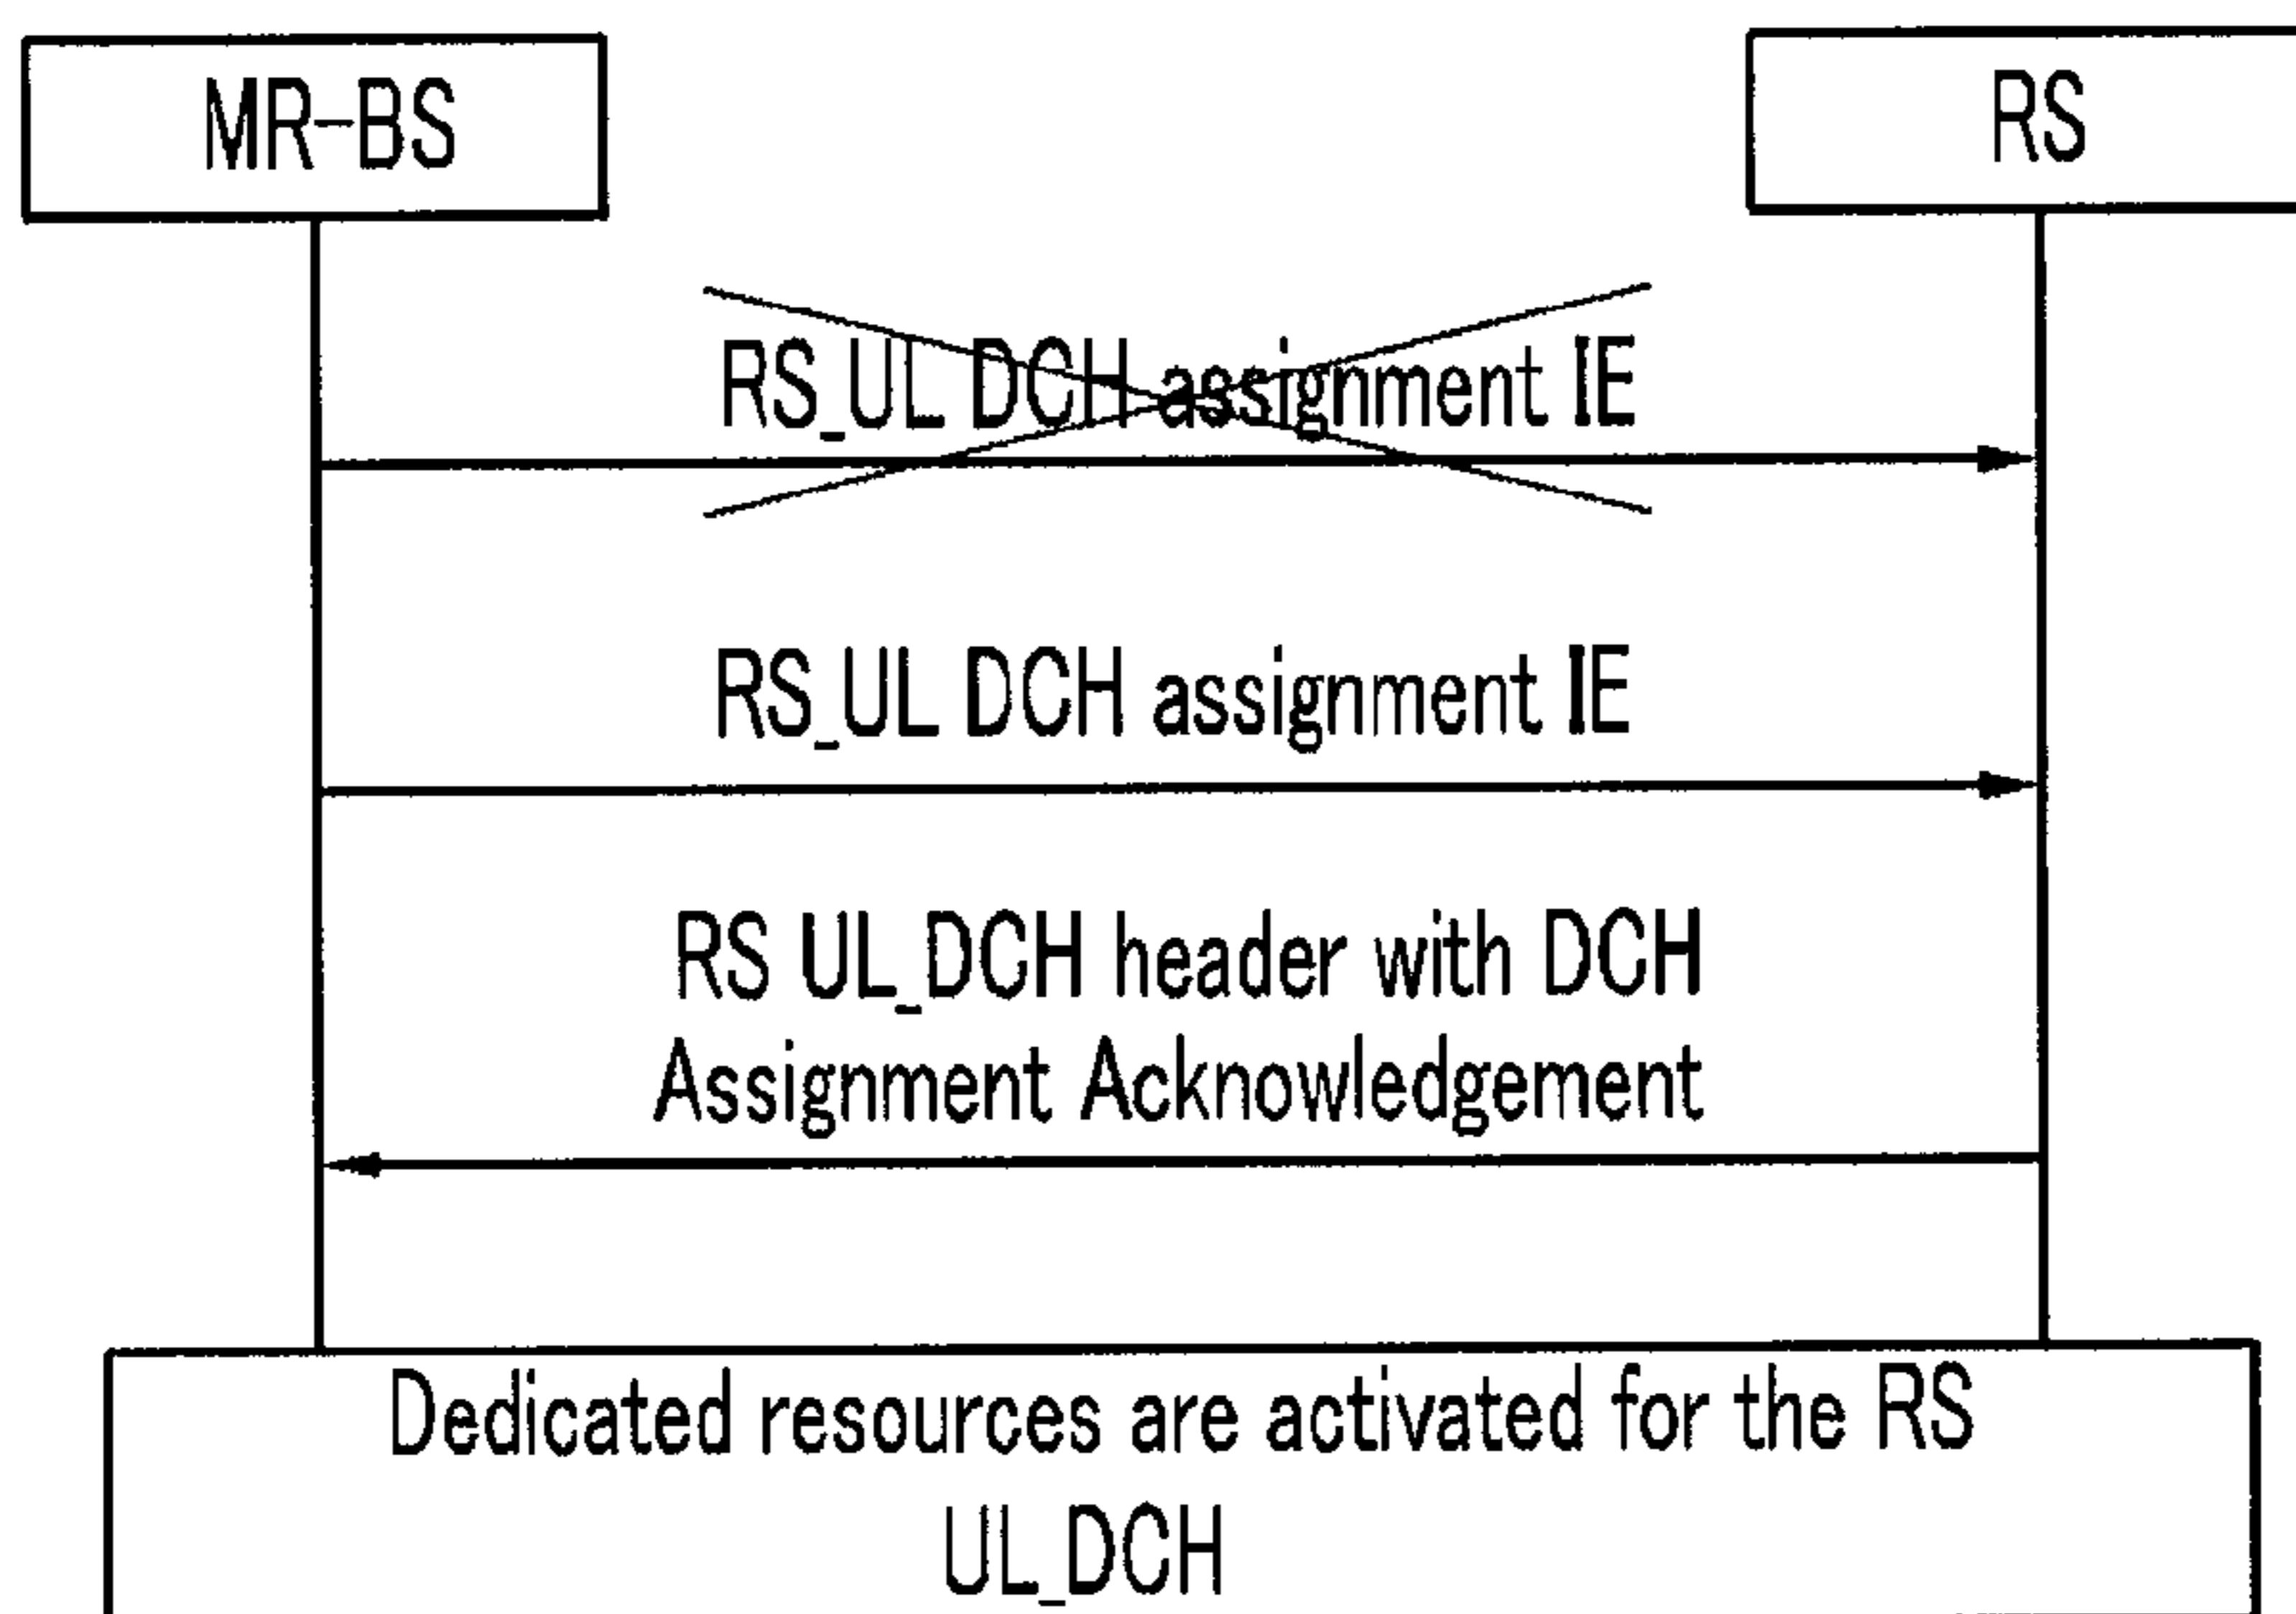 MR-BS
RS
RS_UL DCH assignment IE
RS_UL DCH assignment IE
RS UL_DCH header with DCH
Assignment Acknowledgement
Dedicated resources are activated for the RS
UL_DCH